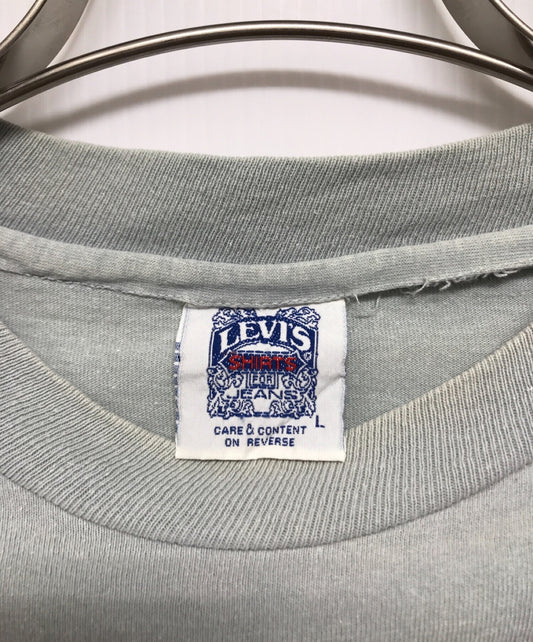 LEVI'S
SHIRTS
FOR
JEANS
L
CARE & CONTENT
ON REVERSE